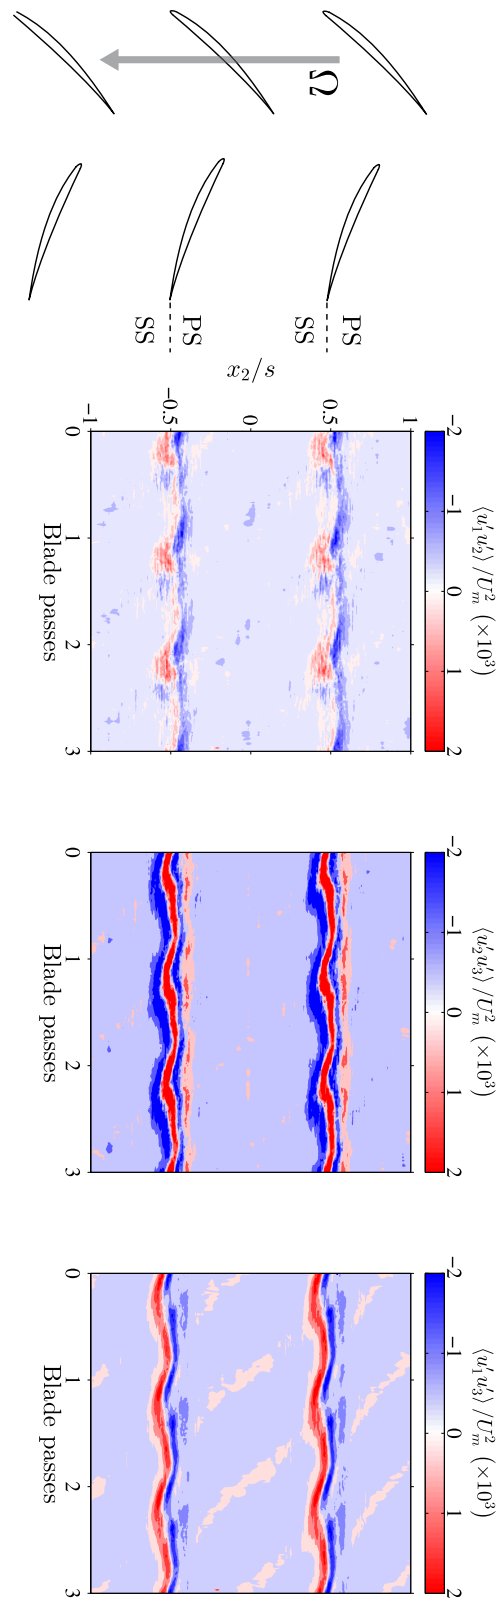 Ω
PS
SS
PS
SS
x₂/s
−1
−0.5
0
0.5
1
−2 −1 0 1 2
⟨u′₁u′₂⟩/U²ₘ (×10³)
0 1 2 3
Blade passes
−2 −1 0 1 2
⟨u′₂u′₃⟩/U²ₘ (×10³)
0 1 2 3
Blade passes
−2 −1 0 1 2
⟨u′₁u′₃⟩/U²ₘ (×10³)
0 1 2 3
Blade passes